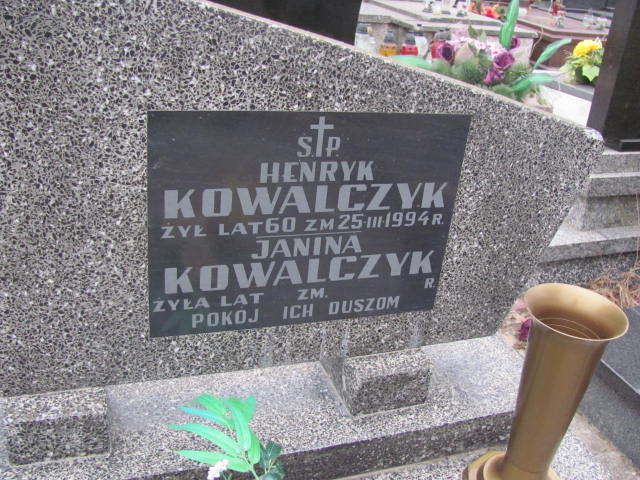 Ś.†P.
HENRYK
KOWALCZYK
ŻYŁ LAT 60 ZM 25-III-1994 R.
JANINA
KOWALCZYK
ŻYŁA LAT ZM. R
POKÓJ ICH DUSZOM